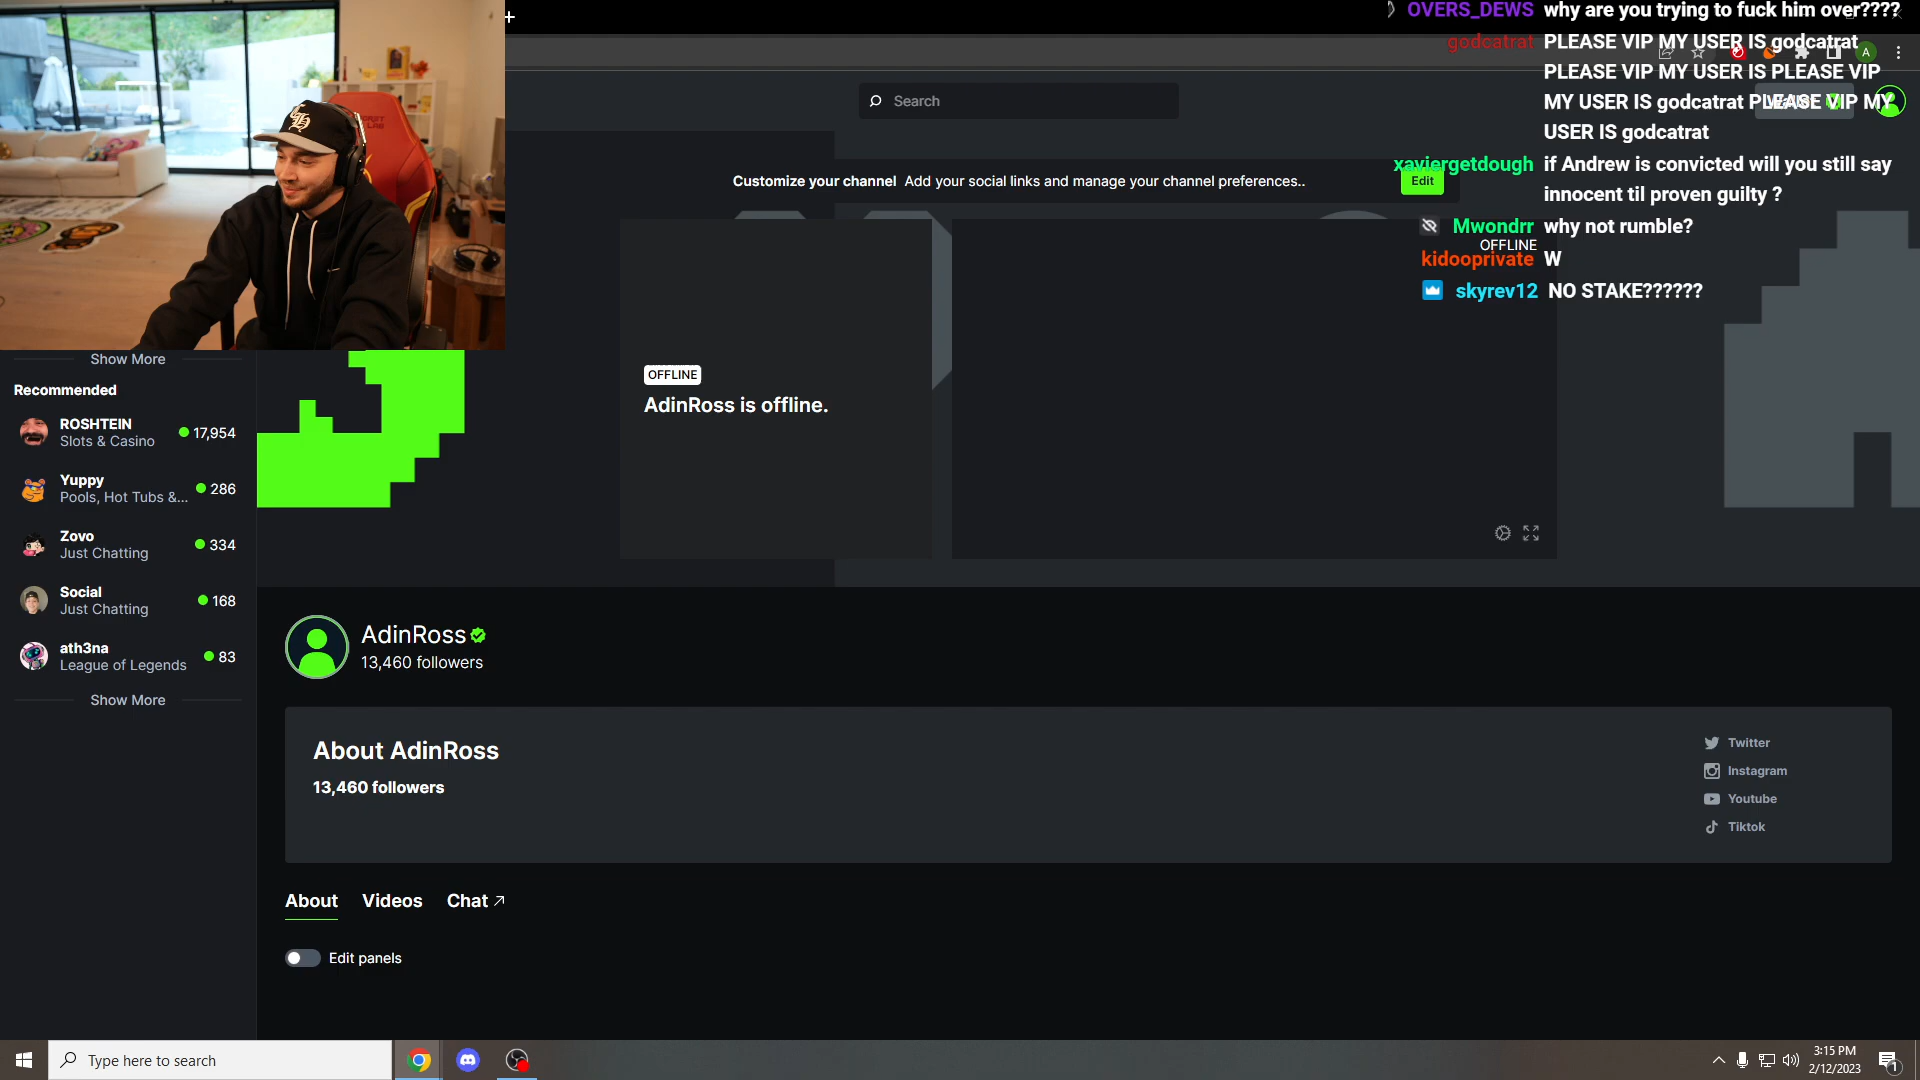 OVERS_DEWS why are you trying to fuck him over????
godcatrat PLEASE VIP MY USER IS godcatrat
PLEASE VIP MY USER IS PLEASE VIP
MY USER IS godcatrat PLEASE VIP MY
USER IS godcatrat
xaviergetdough if Andrew is convicted will you still say
innocent til proven guilty ?
Mwondrr why not rumble?
kidooprivate W
skyrev12 NO STAKE??????
A
Search
Customize your channel Add your social links and manage your channel preferences..
Edit
OFFLINE
OFFLINE
AdinRoss is offline.
Show More
Recommended
ROSHTEIN
Slots & Casino
17,954
Yuppy
Pools, Hot Tubs &...
286
Zovo
Just Chatting
334
Social
Just Chatting
168
ath3na
League of Legends
83
Show More
AdinRoss
13,460 followers
About AdinRoss
13,460 followers
Twitter
Instagram
Youtube
Tiktok
About Videos Chat
Edit panels
Type here to search
3:15 PM
2/12/2023
1